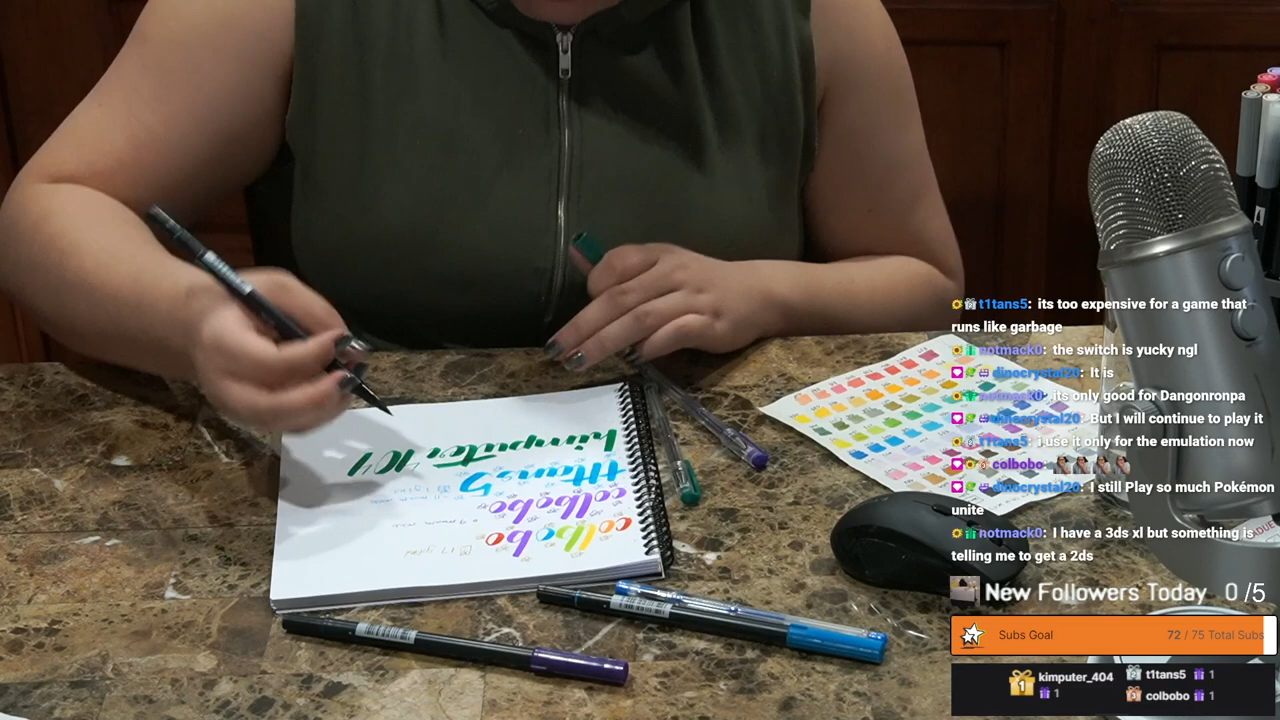 kimputer404
t1tans5
colbobo
colbobo
t1tans5: its too expensive for a game that
runs like garbage
notmack0: the switch is yucky ngl
dinocrystal20: It is
notmack0: its only good for Dangonronpa
dinocrystal20: But I will continue to play it
t1tans5: i use it only for the emulation now
colbobo
dinocrystal20: I still Play so much Pokémon
unite
notmack0: I have a 3ds xl but something is
telling me to get a 2ds
New Followers Today 0 /5
Subs Goal 72 / 75 Total Subs
1 kimputer_404 1
t1tans5 1
colbobo 1